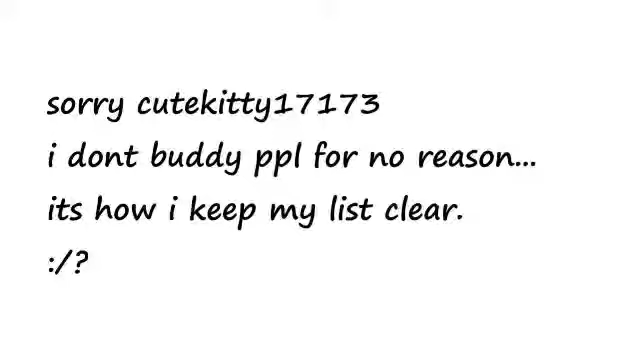 sorry cutekitty17173
i dont buddy ppl for no reason...
its how i keep my list clear.
:/?